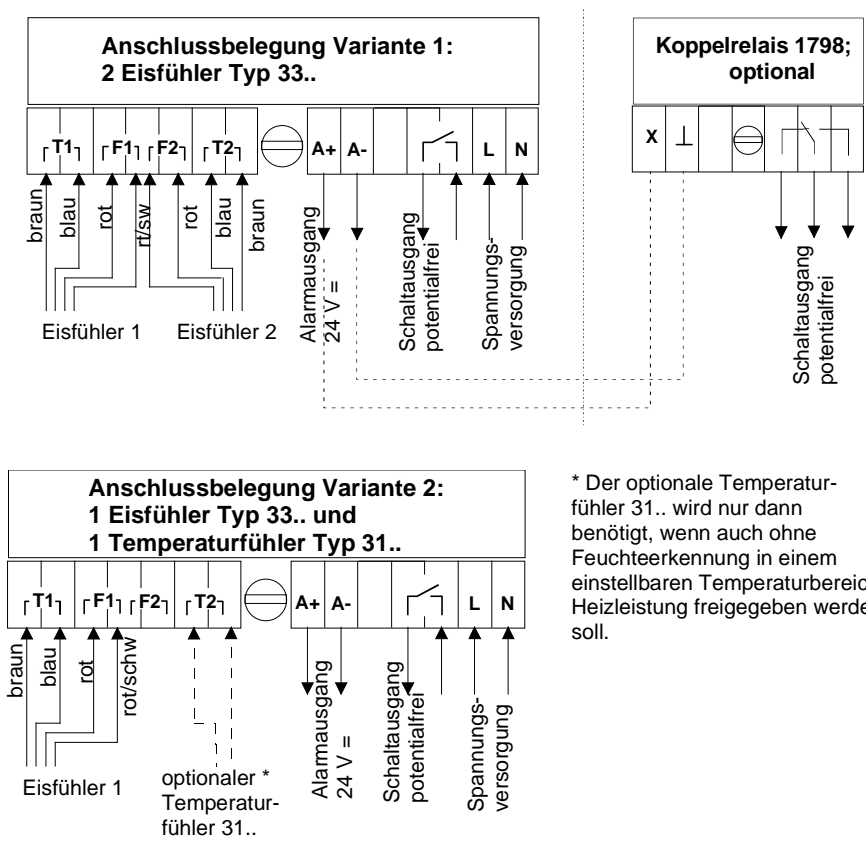 Anschlussbelegung Variante 1:
2 Eisfühler Typ 33..
T1 F1 F2 T2 A+ A- L N
braun
blau
rot
rt/sw
rot
blau
braun
Eisfühler 1
Eisfühler 2
Alarmausgang
24 V =
Schaltausgang
potentialfrei
Spannungs-
versorgung
Koppelrelais 1798;
optional
X ⊥
Schaltausgang
potentialfrei
Anschlussbelegung Variante 2:
1 Eisfühler Typ 33.. und
1 Temperaturfühler Typ 31..
T1 F1 F2 T2 A+ A- L N
braun
blau
rot
rot/schw
Eisfühler 1
optionaler *
Temperatur-
fühler 31..
Alarmausgang
24 V =
Schaltausgang
potentialfrei
Spannungs-
versorgung
* Der optionale Temperatur-
fühler 31.. wird nur dann
benötigt, wenn auch ohne
Feuchteerkennung in einem
einstellbaren Temperaturbereic
Heizleistung freigegeben werde
soll.